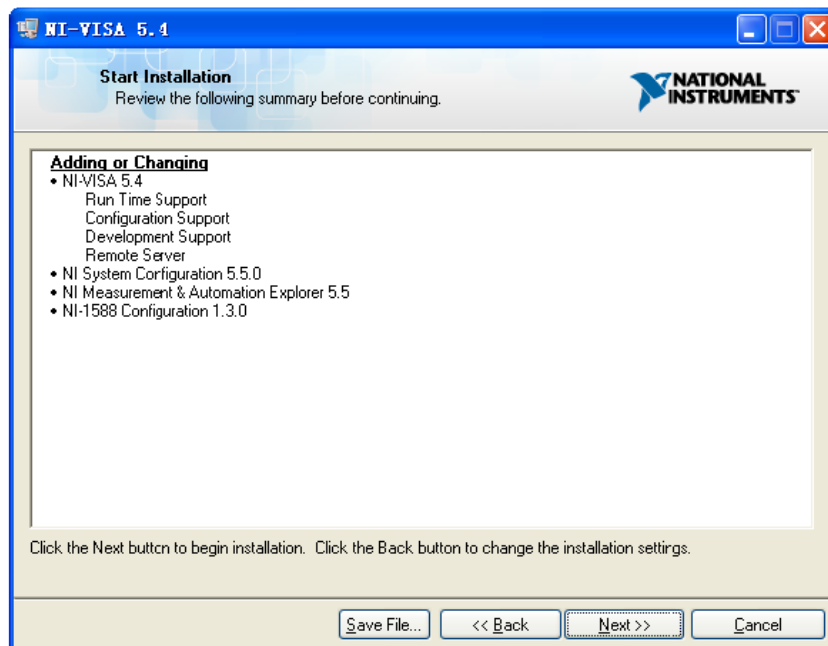 NI-VISA 5.4
Start Installation
Review the following summary before continuing.
NATIONAL
INSTRUMENTS
Adding or Changing
• NI-VISA 5.4
Run Time Support
Configuration Support
Development Support
Remote Server
• NI System Configuration 5.5.0
• NI Measurement & Automation Explorer 5.5
• NI-1588 Configuration 1.3.0
Click the Next button to begin installation. Click the Back button to change the installation settings.
Save File... << Back Next >> Cancel